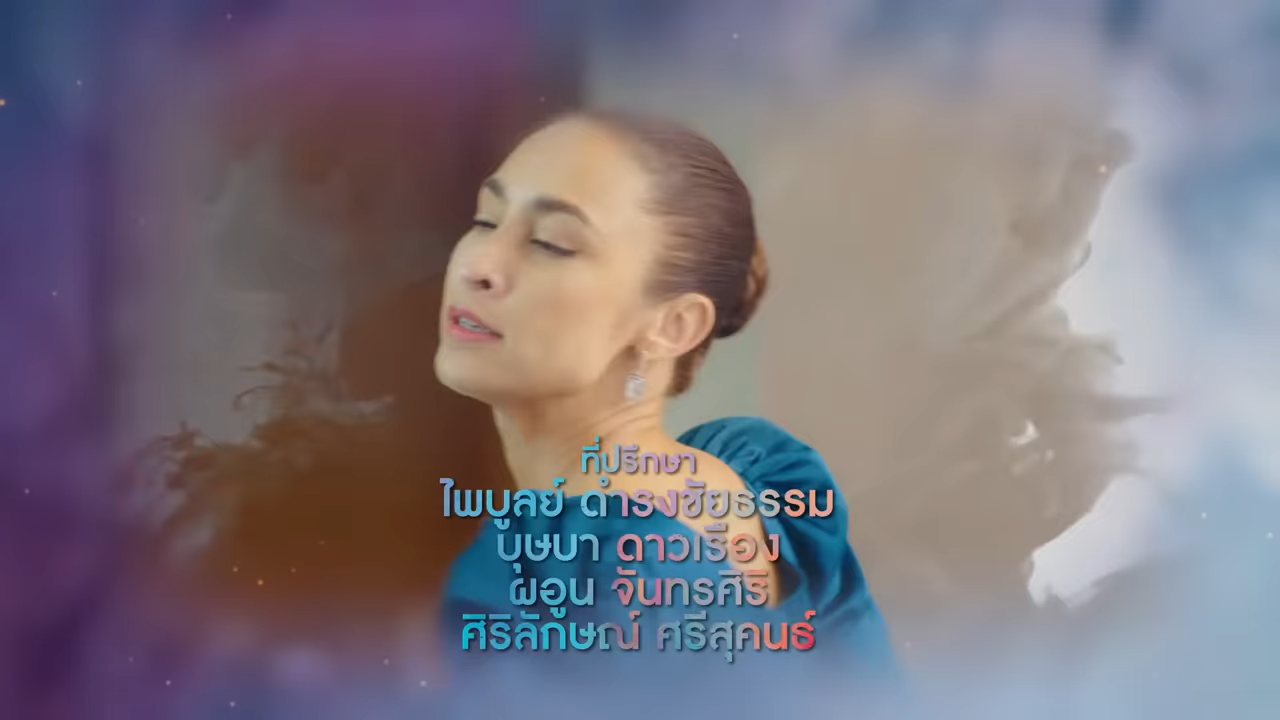 ที่ปรึกษา
ไพบูลย์ ดำรงชัยธรรม
บุษบา ดาวเรือง
ผอูน จันทรศิริ
ศิริลักษณ์ ศรีสุคนธ์